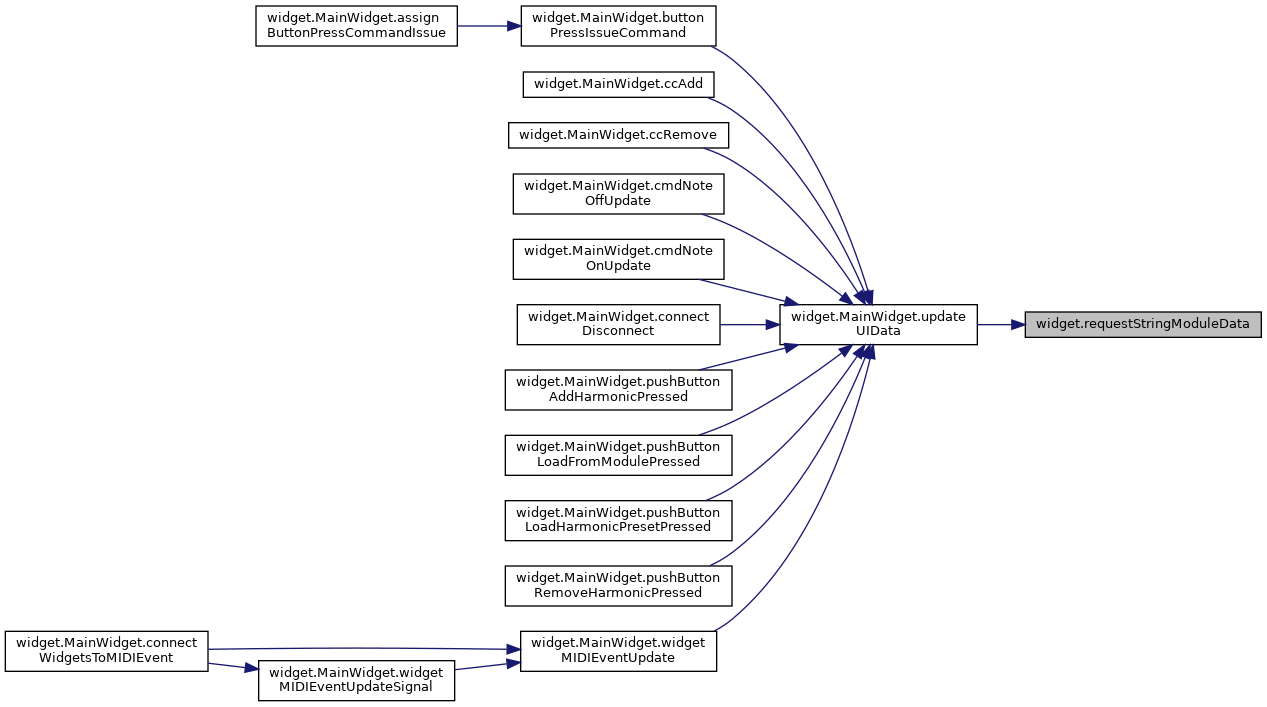 widget.MainWidget.assign
ButtonPressCommandIssue
widget.MainWidget.button
PressIssueCommand
widget.MainWidget.ccAdd
widget.MainWidget.ccRemove
widget.MainWidget.cmdNote
OffUpdate
widget.MainWidget.cmdNote
OnUpdate
widget.MainWidget.connect
Disconnect
widget.MainWidget.update
UIData
widget.requestStringModuleData
widget.MainWidget.pushButton
AddHarmonicPressed
widget.MainWidget.pushButton
LoadFromModulePressed
widget.MainWidget.pushButton
LoadHarmonicPresetPressed
widget.MainWidget.pushButton
RemoveHarmonicPressed
widget.MainWidget.connect
WidgetsToMIDIEvent
widget.MainWidget.widget
MIDIEventUpdate
widget.MainWidget.widget
MIDIEventUpdateSignal